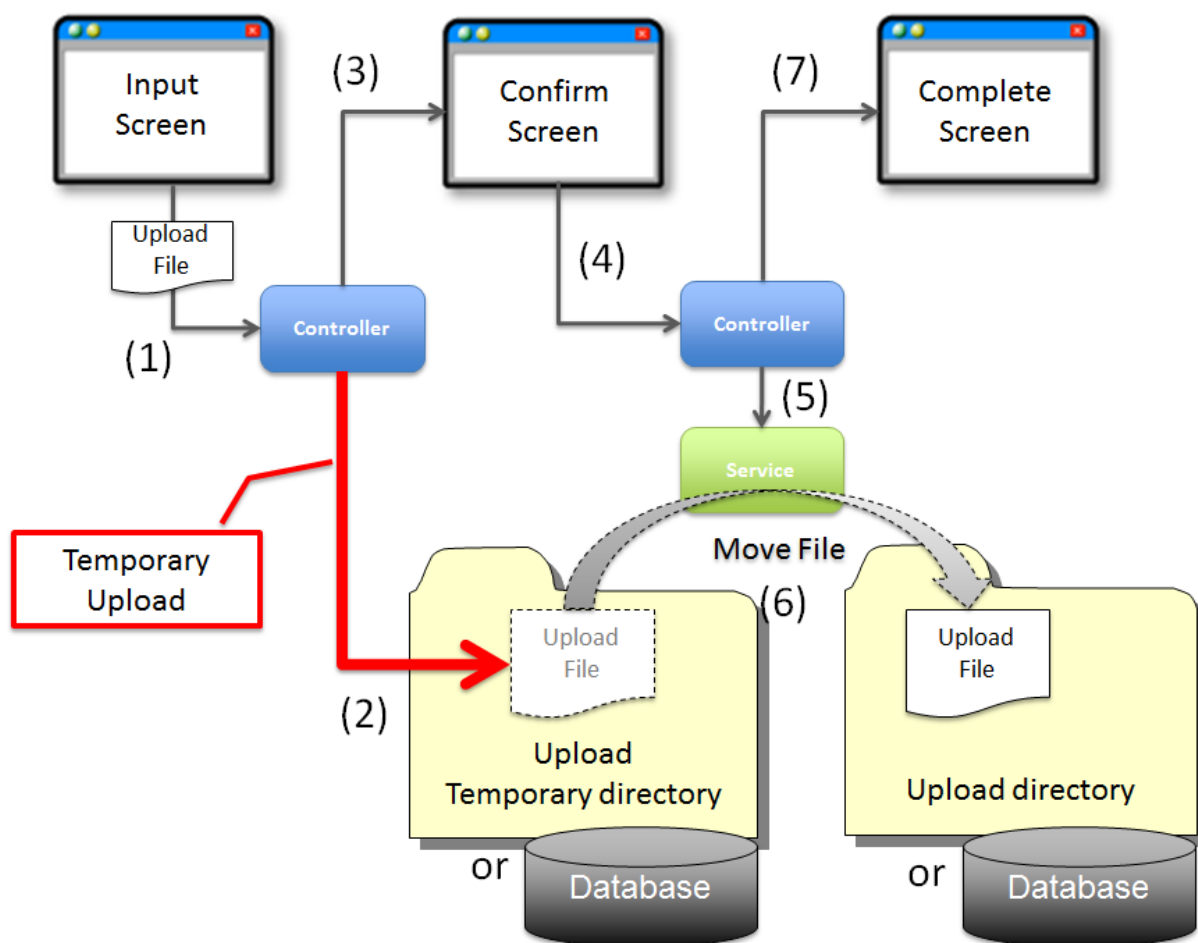 Input
Screen
(3)
Confirm
Screen
(7)
Complete
Screen
Upload
File
(1)
Controller
(4)
Controller
(5)
Service
Temporary
Upload
Move File
(6)
Upload
File
(2)
Upload
Temporary directory
Upload
File
Upload directory
or
Database
or
Database